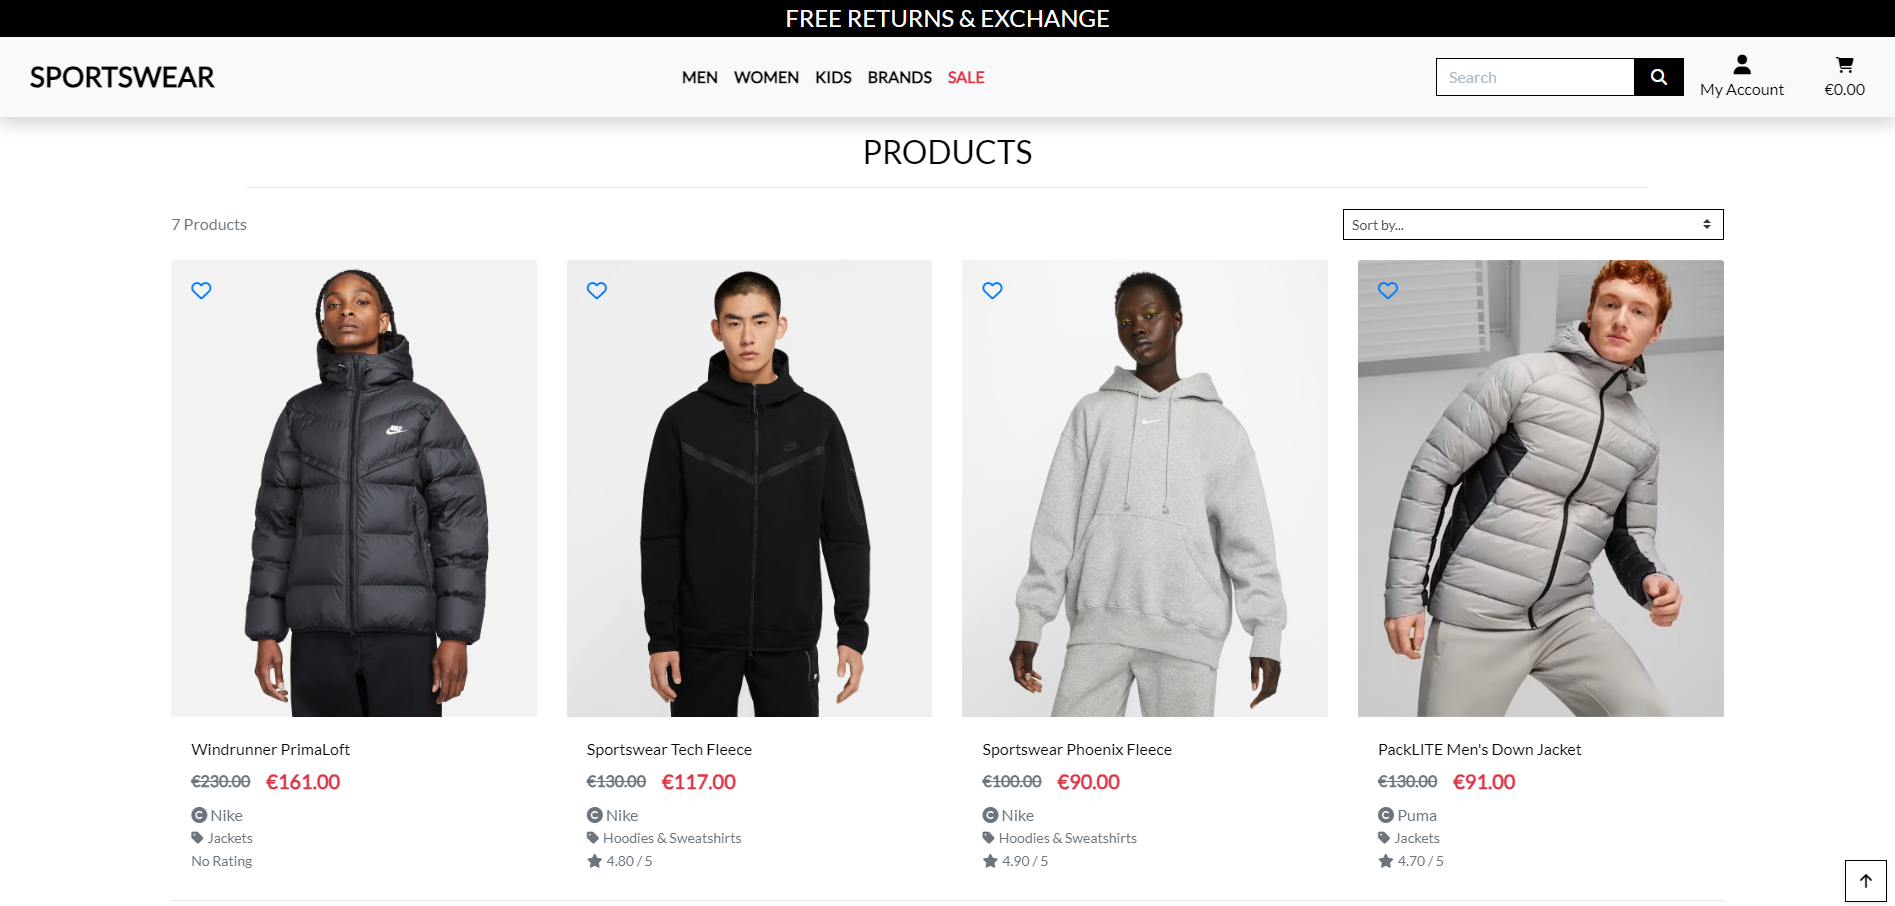 FREE RETURNS & EXCHANGE
SPORTSWEAR
MEN WOMEN KIDS BRANDS SALE
Search
My Account
€0.00
PRODUCTS
7 Products
Sort by...
Windrunner PrimaLoft
€230.00 €161.00
Nike
Jackets
No Rating
Sportswear Tech Fleece
€130.00 €117.00
Nike
Hoodies & Sweatshirts
4.80 / 5
Sportswear Phoenix Fleece
€100.00 €90.00
Nike
Hoodies & Sweatshirts
4.90 / 5
PackLITE Men's Down Jacket
€130.00 €91.00
Puma
Jackets
4.70 / 5